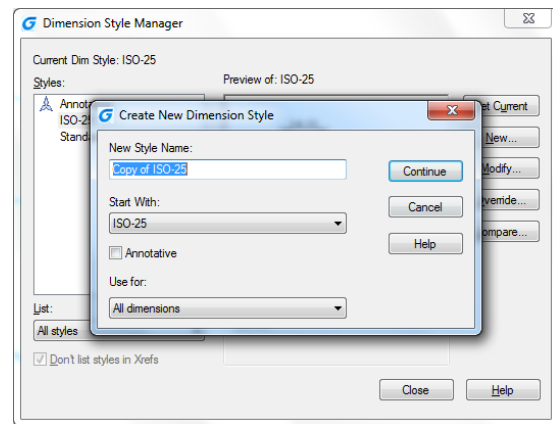 Dimension Style Manager
Current Dim Style: ISO-25
Styles:
Preview of: ISO-25
Create New Dimension Style
New...
New Style Name:
Copy of ISO-25
Continue
Start With:
ISO-25
Cancel
Annotative
Help
Use for:
All dimensions
List:
All styles
Don't list styles in Xrefs
Close
Help